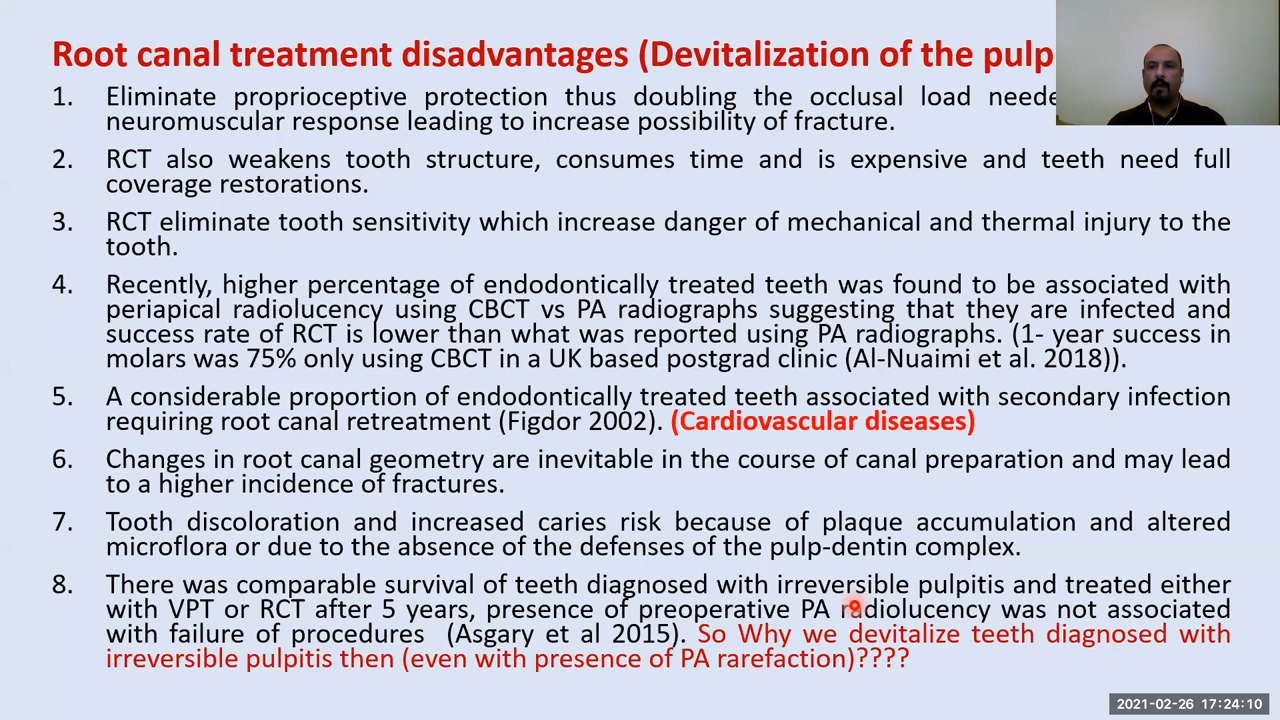 Root canal treatment disadvantages (Devitalization of the pulp
1. Eliminate proprioceptive protection thus doubling the occlusal load
neuromuscular response leading to increase possibility of fracture.
2. RCT also weakens tooth structure, consumes time and is expensive and teeth need full
coverage restorations.
3. RCT eliminate tooth sensitivity which increase danger of mechanical and thermal injury to the
tooth.
4. Recently, higher percentage of endodontically treated teeth was found to be associated with
periapical radiolucency using CBCT vs PA radiographs suggesting that they are infected and
success rate of RCT is lower than what was reported using PA radiographs. (1- year success in
molars was 75% only using CBCT in a UK based postgrad clinic (Al-Nuaimi et al. 2018)).
5. A considerable proportion of endodontically treated teeth associated with secondary infection
requiring root canal retreatment (Figdor 2002). (Cardiovascular diseases)
6. Changes in root canal geometry are inevitable in the course of canal preparation and may lead
to a higher incidence of fractures.
7. Tooth discoloration and increased caries risk because of plaque accumulation and altered
microflora or due to the absence of the defenses of the pulp-dentin complex.
8. There was comparable survival of teeth diagnosed with irreversible pulpitis and treated either
with VPT or RCT after 5 years, presence of preoperative PA radiolucency was not associated
with failure of procedures (Asgary et al 2015). So Why we devitalize teeth diagnosed with
irreversible pulpitis then (even with presence of PA rarefaction)????
2021-02-26 17:24:10